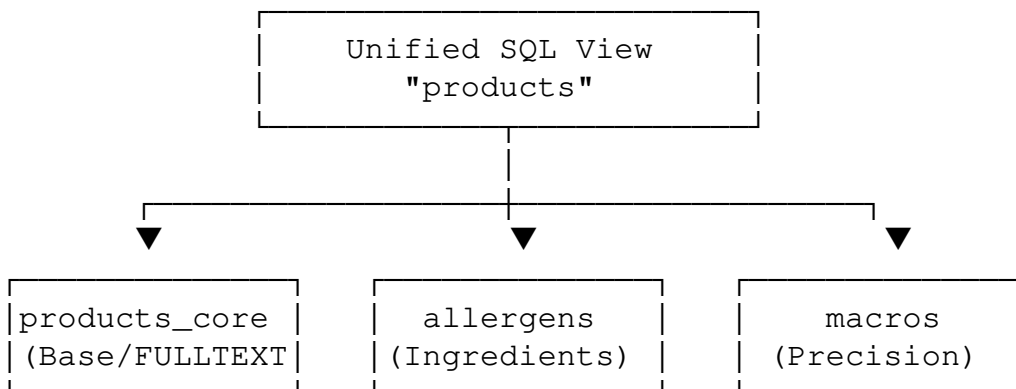 Unified SQL View
"products"
products_core allergens macros
(Base/FULLTEXT (Ingredients) (Precision)